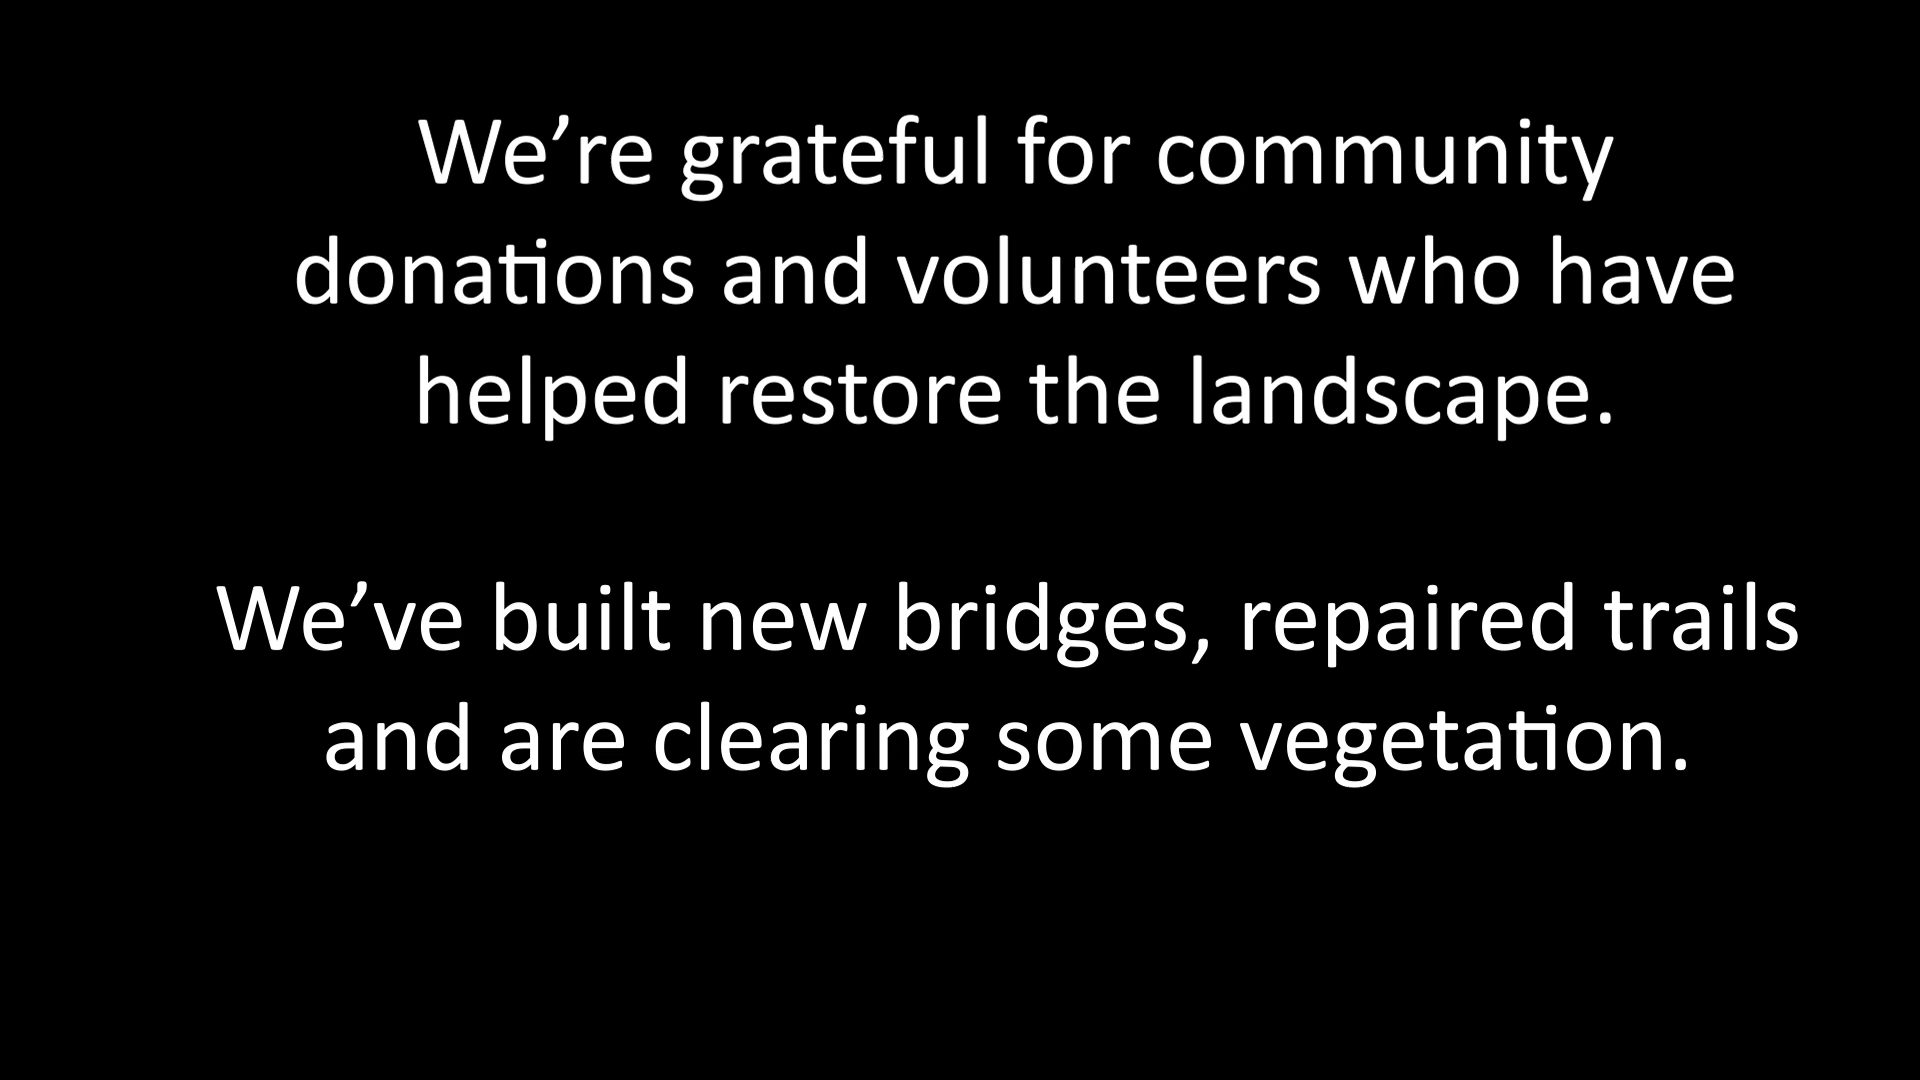 We’re grateful for community
donations and volunteers who have
helped restore the landscape.
We’ve built new bridges, repaired trails
and are clearing some vegetation.